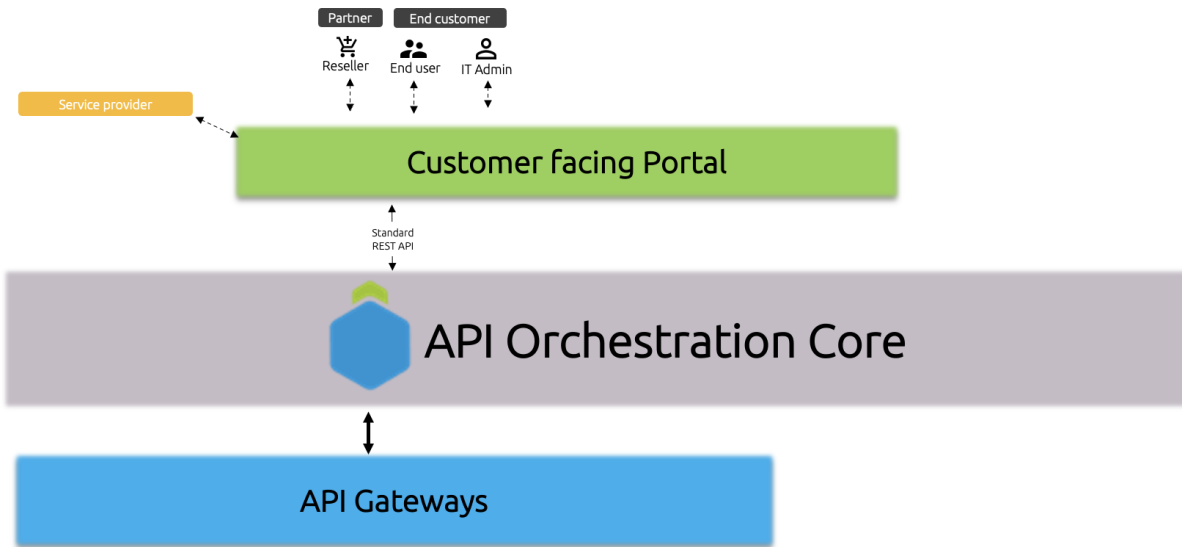 Partner
End customer
Reseller
End user
IT Admin
Service provider
Customer facing Portal
Standard
REST API
API Orchestration Core
API Gateways